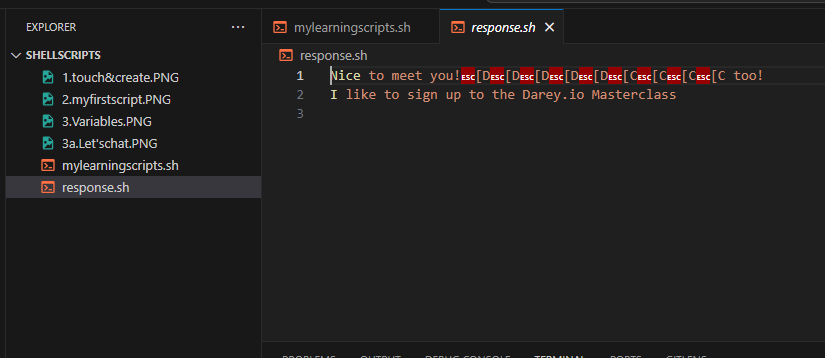 EXPLORER
···
SHELLSCRIPTS
1.touch&create.PNG
2.myfirstscript.PNG
3.Variables.PNG
3a.Let'schat.PNG
mylearningscripts.sh
response.sh
mylearningscripts.sh
response.sh
response.sh
1 Nice to meet you!ESC[DESC[DESC[DESC[DESC[DESC[CESC[CESC[CESC[C too!
2 I like to sign up to the Darey.io Masterclass
3
PROBLEMS OUTPUT DEBUG CONSOLE TERMINAL PORTS GITLENS